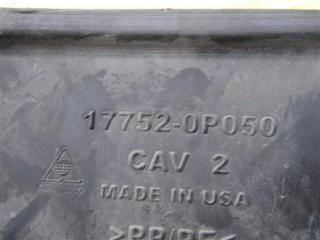 17752-0P050
CAV 2
MADE IN USA
>PP/PE<